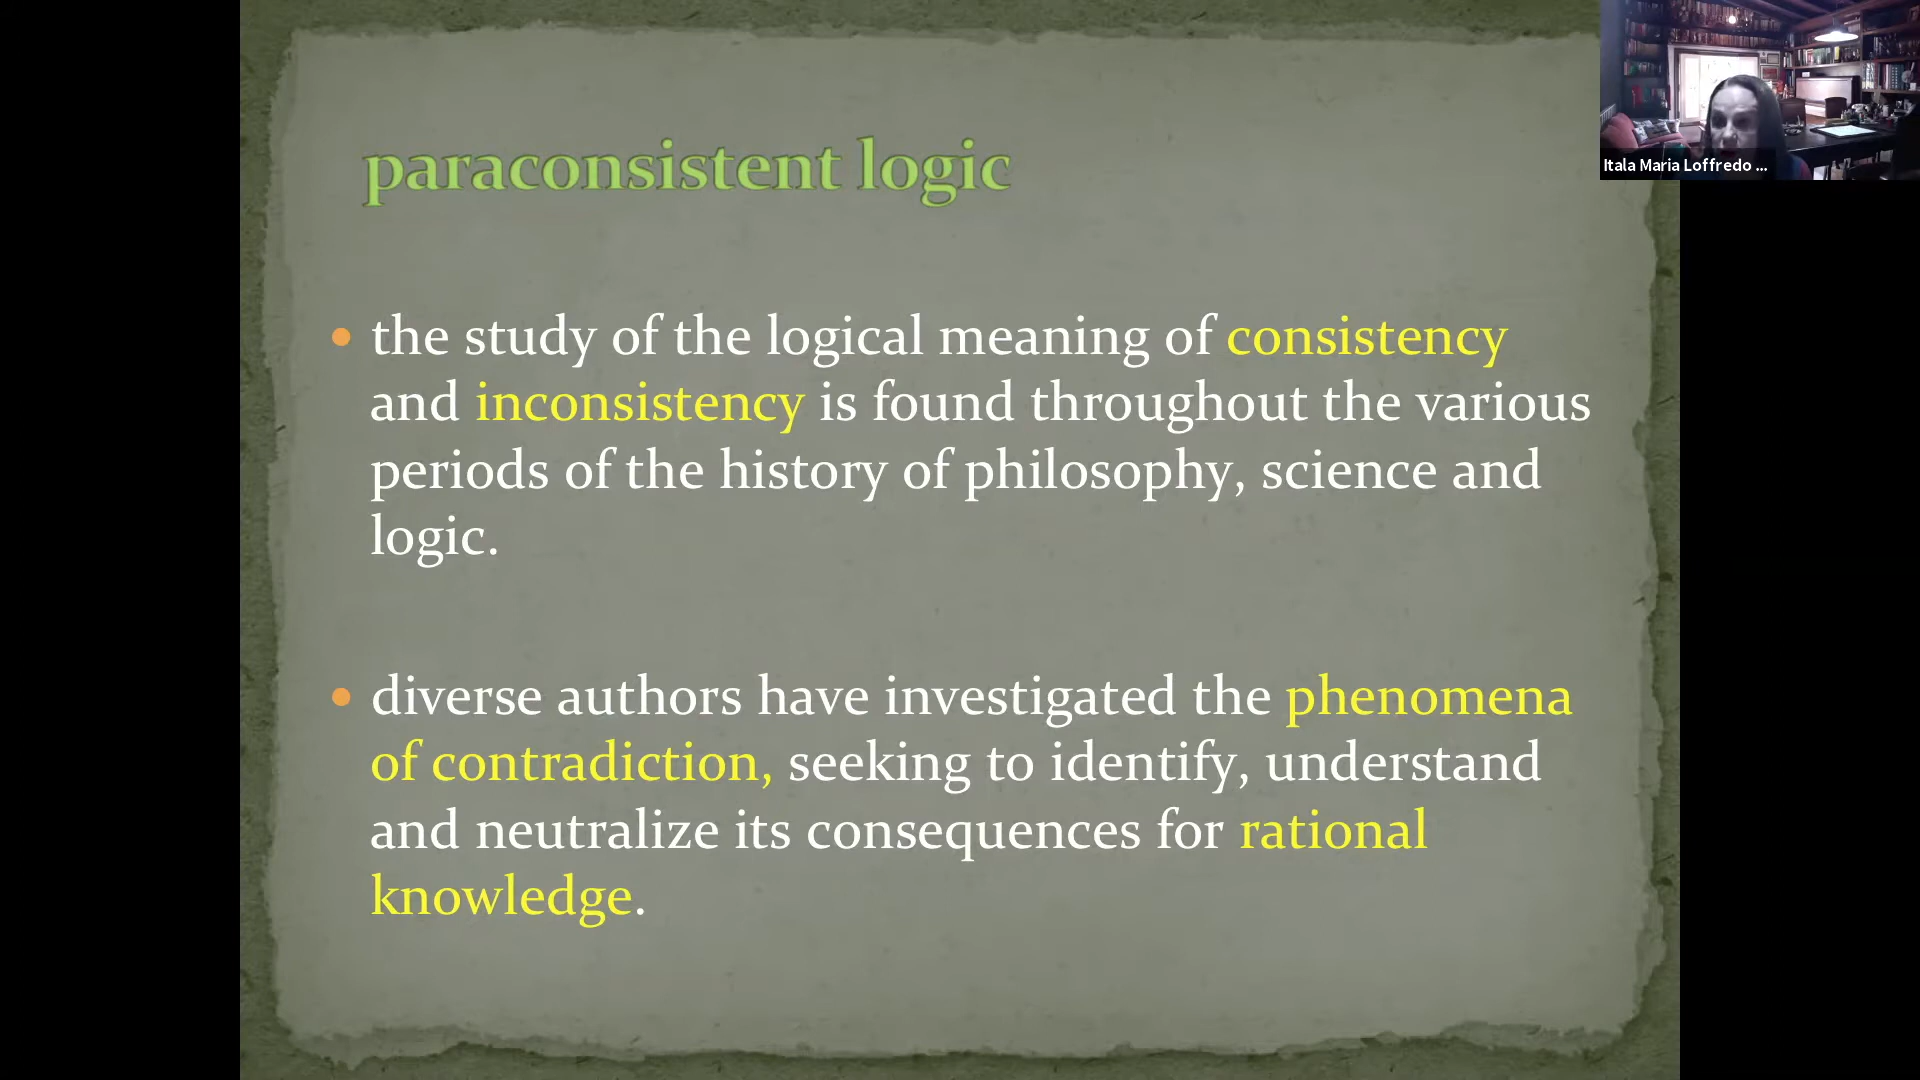 paraconsistent logic
Itala Maria Loffredo ...
• the study of the logical meaning of consistency
and inconsistency is found throughout the various
periods of the history of philosophy, science and
logic.
• diverse authors have investigated the phenomena
of contradiction, seeking to identify, understand
and neutralize its consequences for rational
knowledge.